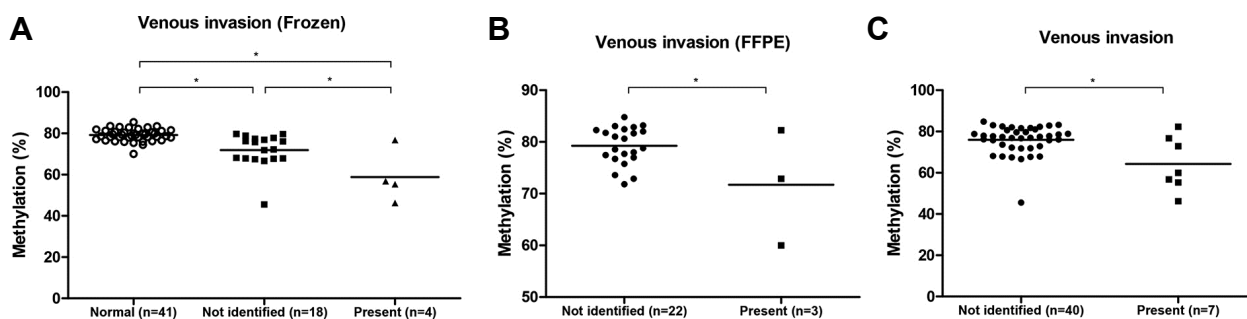 A
Venous invasion (Frozen)
*
*
*
Methylation (%)
100
80
60
40
20
0
Normal (n=41)
Not identified (n=18)
Present (n=4)
B
Venous invasion (FFPE)
*
Methylation (%)
90
80
70
60
50
Not identified (n=22)
Present (n=3)
C
Venous invasion
*
Methylation (%)
100
80
60
40
20
0
Not identified (n=40)
Present (n=7)